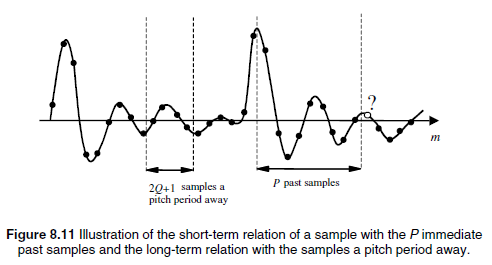 ?
m
2Q+1 samples a
pitch period away
P past samples
Figure 8.11 Illustration of the short-term relation of a sample with the P immediate
past samples and the long-term relation with the samples a pitch period away.